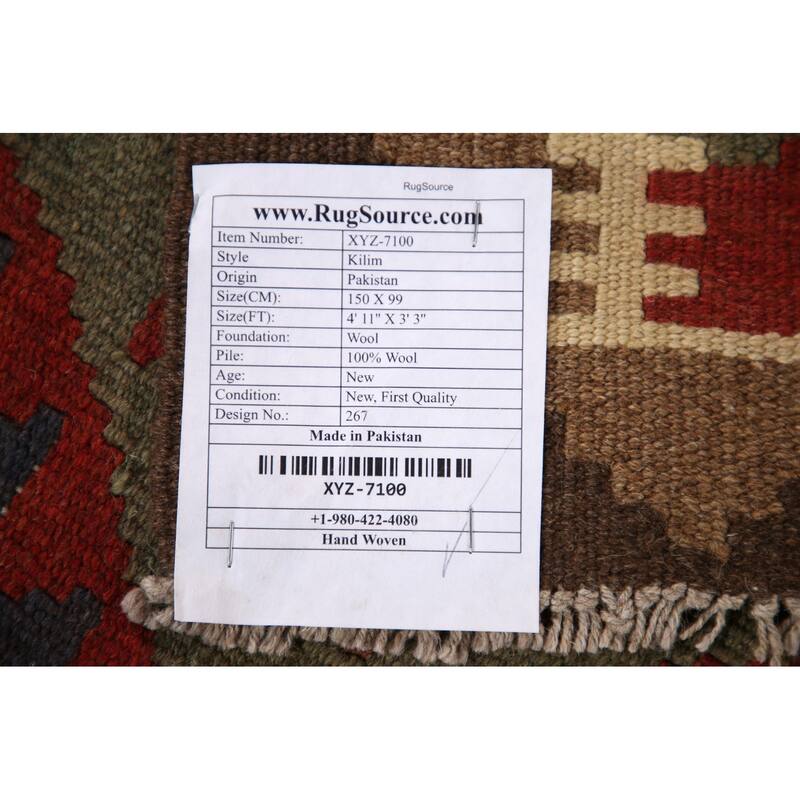 RugSource
www.RugSource.com
Item Number: XYZ-7100
Style Kilim
Origin Pakistan
Size(CM): 150 X 99
Size(FT): 4' 11" X 3' 3"
Foundation: Wool
Pile: 100% Wool
Age: New
Condition: New, First Quality
Design No.: 267
Made in Pakistan
XYZ-7100
+1-980-422-4080
Hand Woven